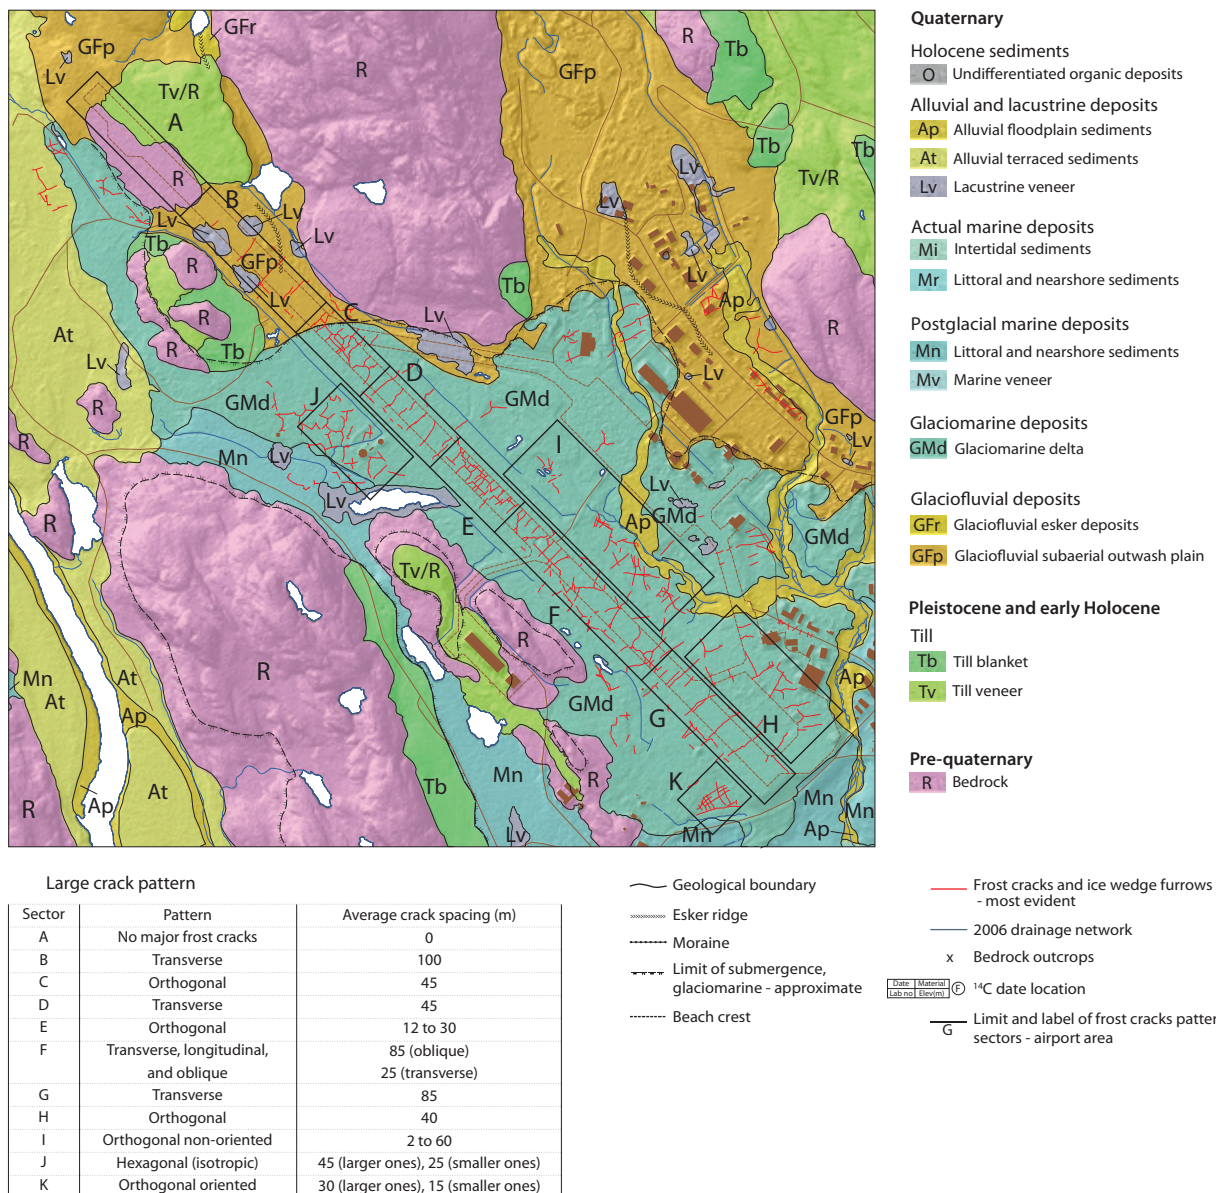 Quaternary
Holocene sediments
O Undifferentiated organic deposits
Alluvial and lacustrine deposits
Ap Alluvial floodplain sediments
At Alluvial terraced sediments
Lv Lacustrine veneer
Actual marine deposits
Mi Intertidal sediments
Mr Littoral and nearshore sediments
Postglacial marine deposits
Mn Littoral and nearshore sediments
Mv Marine veneer
Glaciomarine deposits
GMd Glaciomarine delta
Glaciofluvial deposits
GFr Glaciofluvial esker deposits
GFp Glaciofluvial subaerial outwash plain
Pleistocene and early Holocene
Till
Tb Till blanket
Tv Till veneer
Pre-quaternary
R Bedrock
GFr
GFp
Lv
Tv/R
A
R
R
GFp
R
Tb
Tb
Tb
Tv/R
R
B
Lv
Lv
Lv
Lv
Lv
Lv
Tb
R
GFp
Lv
R
Tb
Ap
R
At
Lv
R
Tb
C
Lv
D
Lv
R
J
GMd
GMd
I
GFp
Lv
R
Mn
Lv
Lv
Lv
GMd
Ap
GMd
R
E
Tv/R
F
R
R
Mn
At
At
Ap
GMd
G
H
Ap
Tb
Mn
R
K
R
Ap
At
Lv
Mn
Mn
Mn
Ap
Large crack pattern
Sector Pattern Average crack spacing (m)
A No major frost cracks 0
B Transverse 100
C Orthogonal 45
D Transverse 45
E Orthogonal 12 to 30
F Transverse, longitudinal, 85 (oblique)
and oblique 25 (transverse)
G Transverse 85
H Orthogonal 40
I Orthogonal non-oriented 2 to 60
J Hexagonal (isotropic) 45 (larger ones), 25 (smaller ones)
K Orthogonal oriented 30 (larger ones), 15 (smaller ones)
Geological boundary
Esker ridge
Moraine
Limit of submergence,
glaciomarine - approximate
Beach crest
Frost cracks and ice wedge furrows
- most evident
2006 drainage network
x Bedrock outcrops
Date Material
Lab no Elev(m)
F
14C date location
G
Limit and label of frost cracks patter
sectors - airport area